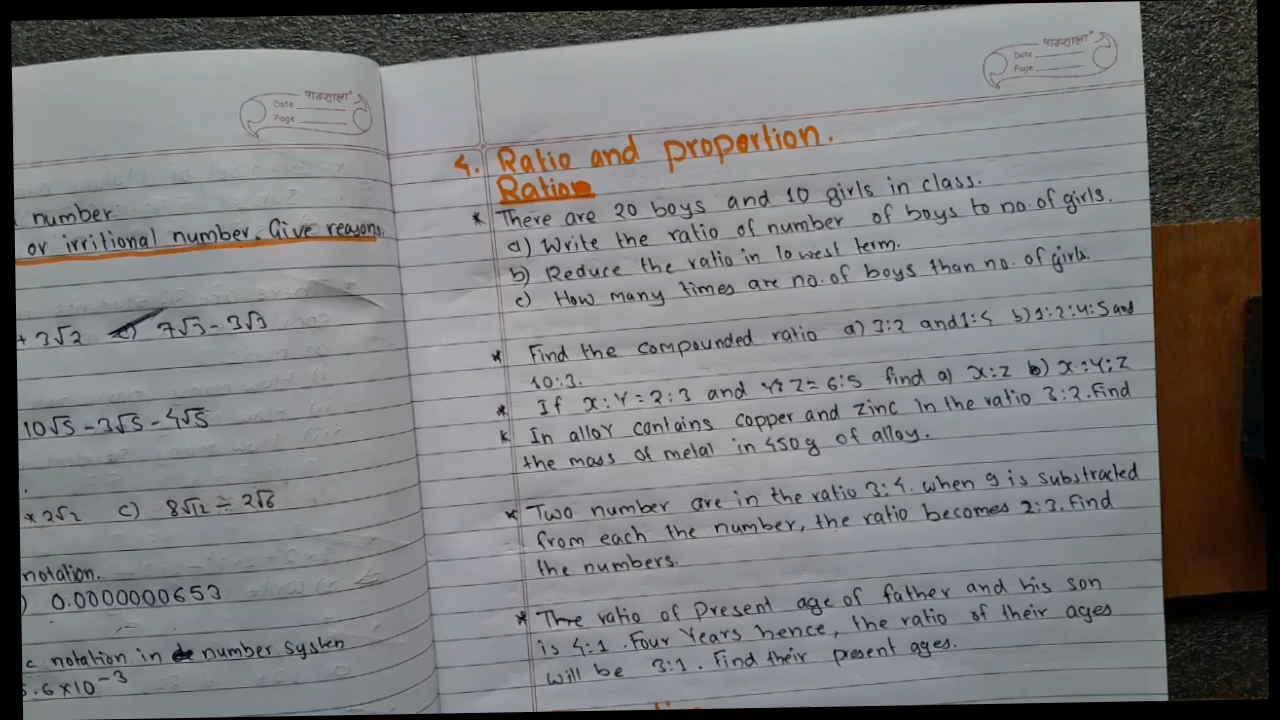 पाठशाला
Date
Page
number.
or irritional number. Give reasons.
+ 3√2 c) 7√3 - 3√3
10√5 - 3√5 - 4√5
* 2√2 c) 8√12 ÷ 2√6
notation.
) 0.0000000653
c notation in number system
5.6 × 10⁻³
पाठशाला
Date
Page
4. Ratio and proportion.
Ratio
* There are 20 boys and 10 girls in class.
a) Write the ratio of number of boys to no. of girls.
b) Reduce the ratio in lowest term.
c) How many times are no. of boys than no. of girls.
* Find the compounded ratio a) 3:2 and 1:4 b) 1:2:4:5 and
10:3.
* If x:Y = 2:3 and Y:Z = 6:5 find a) x:z b) x:Y:Z
* In alloy contains copper and zinc in the ratio 3:2. Find
the mass of metal in 450g of alloy.
* Two number are in the ratio 3:4. when 9 is substracted
from each the number, the ratio becomes 2:3. Find
the numbers.
* The ratio of Present age of father and his son
is 4:1. Four Years hence, the ratio of their ages
will be 3:1. Find their present ages.